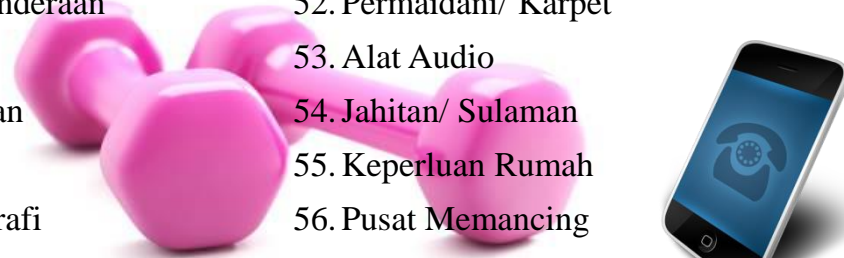 nderaan
an
rafi
52. Permaidani/ Karpet
53. Alat Audio
54. Jahitan/ Sulaman
55. Keperluan Rumah
56. Pusat Memancing